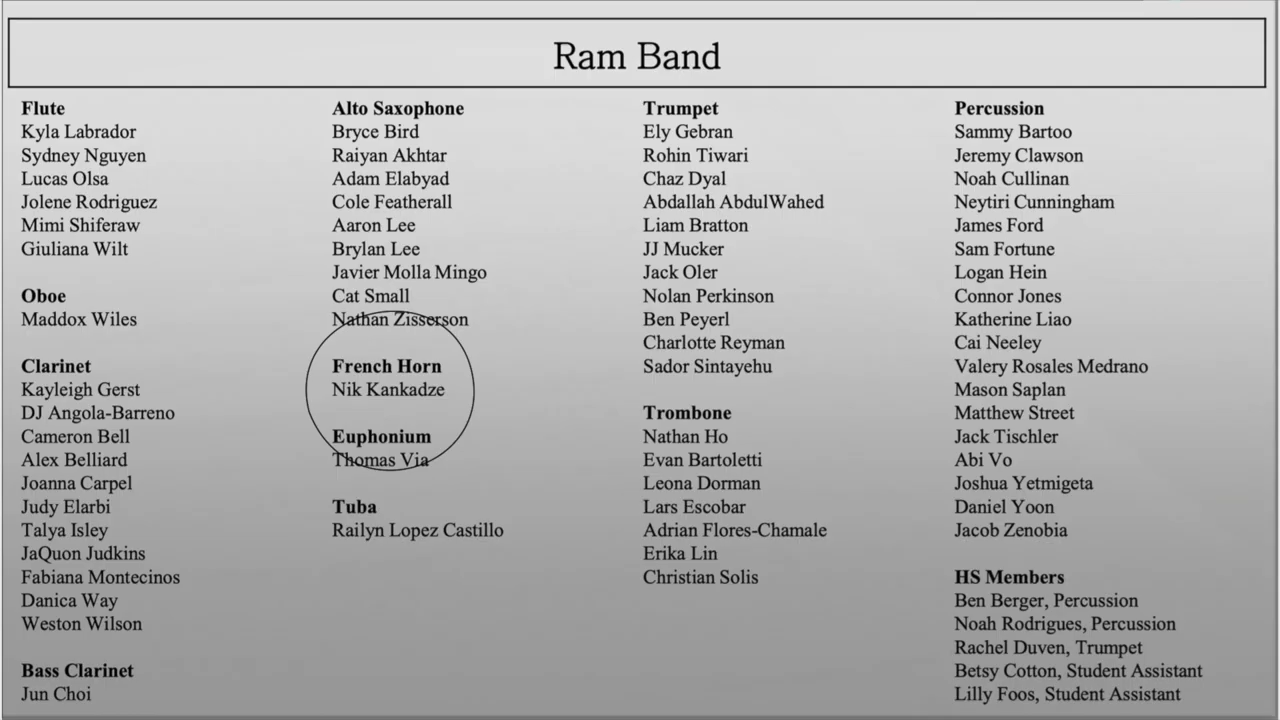 Ram Band
Flute
Kyla Labrador
Sydney Nguyen
Lucas Olsa
Jolene Rodriguez
Mimi Shiferaw
Giuliana Wilt
Oboe
Maddox Wiles
Clarinet
Kayleigh Gerst
DJ Angola-Barreno
Cameron Bell
Alex Belliard
Joanna Carpel
Judy Elarbi
Talya Isley
JaQuon Judkins
Fabiana Montecinos
Danica Way
Weston Wilson
Bass Clarinet
Jun Choi
Alto Saxophone
Bryce Bird
Raiyan Akhtar
Adam Elabyad
Cole Featherall
Aaron Lee
Brylan Lee
Javier Molla Mingo
Cat Small
Nathan Zisserson
French Horn
Nik Kankadze
Euphonium
Thomas Via
Tuba
Railyn Lopez Castillo
Trumpet
Ely Gebran
Rohin Tiwari
Chaz Dyal
Abdallah AbdulWahed
Liam Bratton
JJ Mucker
Jack Oler
Nolan Perkinson
Ben Peyerl
Charlotte Reyman
Sador Sintayehu
Trombone
Nathan Ho
Evan Bartoletti
Leona Dorman
Lars Escobar
Adrian Flores-Chamale
Erika Lin
Christian Solis
Percussion
Sammy Bartoo
Jeremy Clawson
Noah Cullinan
Neytiri Cunningham
James Ford
Sam Fortune
Logan Hein
Connor Jones
Katherine Liao
Cai Neeley
Valery Rosales Medrano
Mason Saplan
Matthew Street
Jack Tischler
Abi Vo
Joshua Yetmigeta
Daniel Yoon
Jacob Zenobia
HS Members
Ben Berger, Percussion
Noah Rodrigues, Percussion
Rachel Duven, Trumpet
Betsy Cotton, Student Assistant
Lilly Foos, Student Assistant